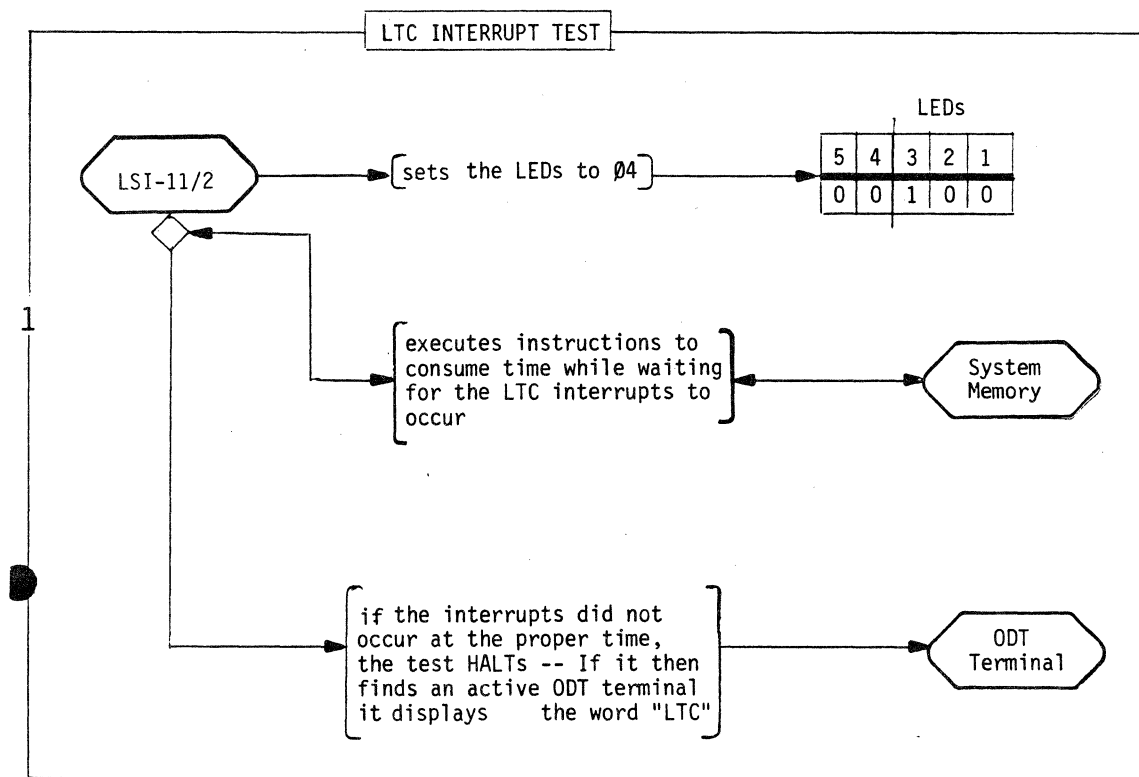 LTC INTERRUPT TEST
LEDs
5 4 3 2 1
0 0 1 0 0
LSI-11/2
sets the LEDs to Ø4
1
executes instructions to
consume time while waiting
for the LTC interrupts to
occur
System
Memory
if the interrupts did not
occur at the proper time,
the test HALTs -- If it then
finds an active ODT terminal
it displays the word "LTC"
ODT
Terminal